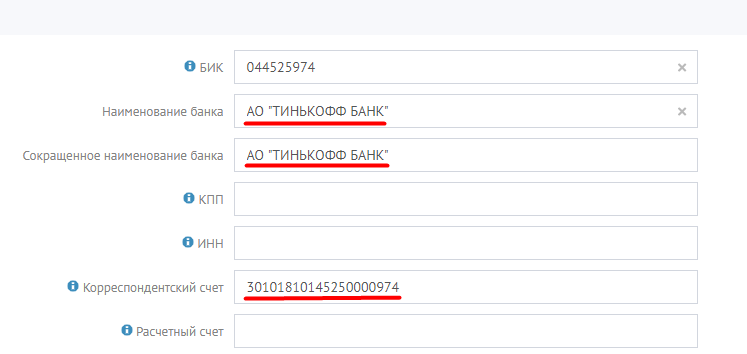 БИК 044525974
Наименование банка АО "ТИНЬКОФФ БАНК"
Сокращенное наименование банка АО "ТИНЬКОФФ БАНК"
КПП
ИНН
Корреспондентский счет 30101810145250000974
Расчетный счет